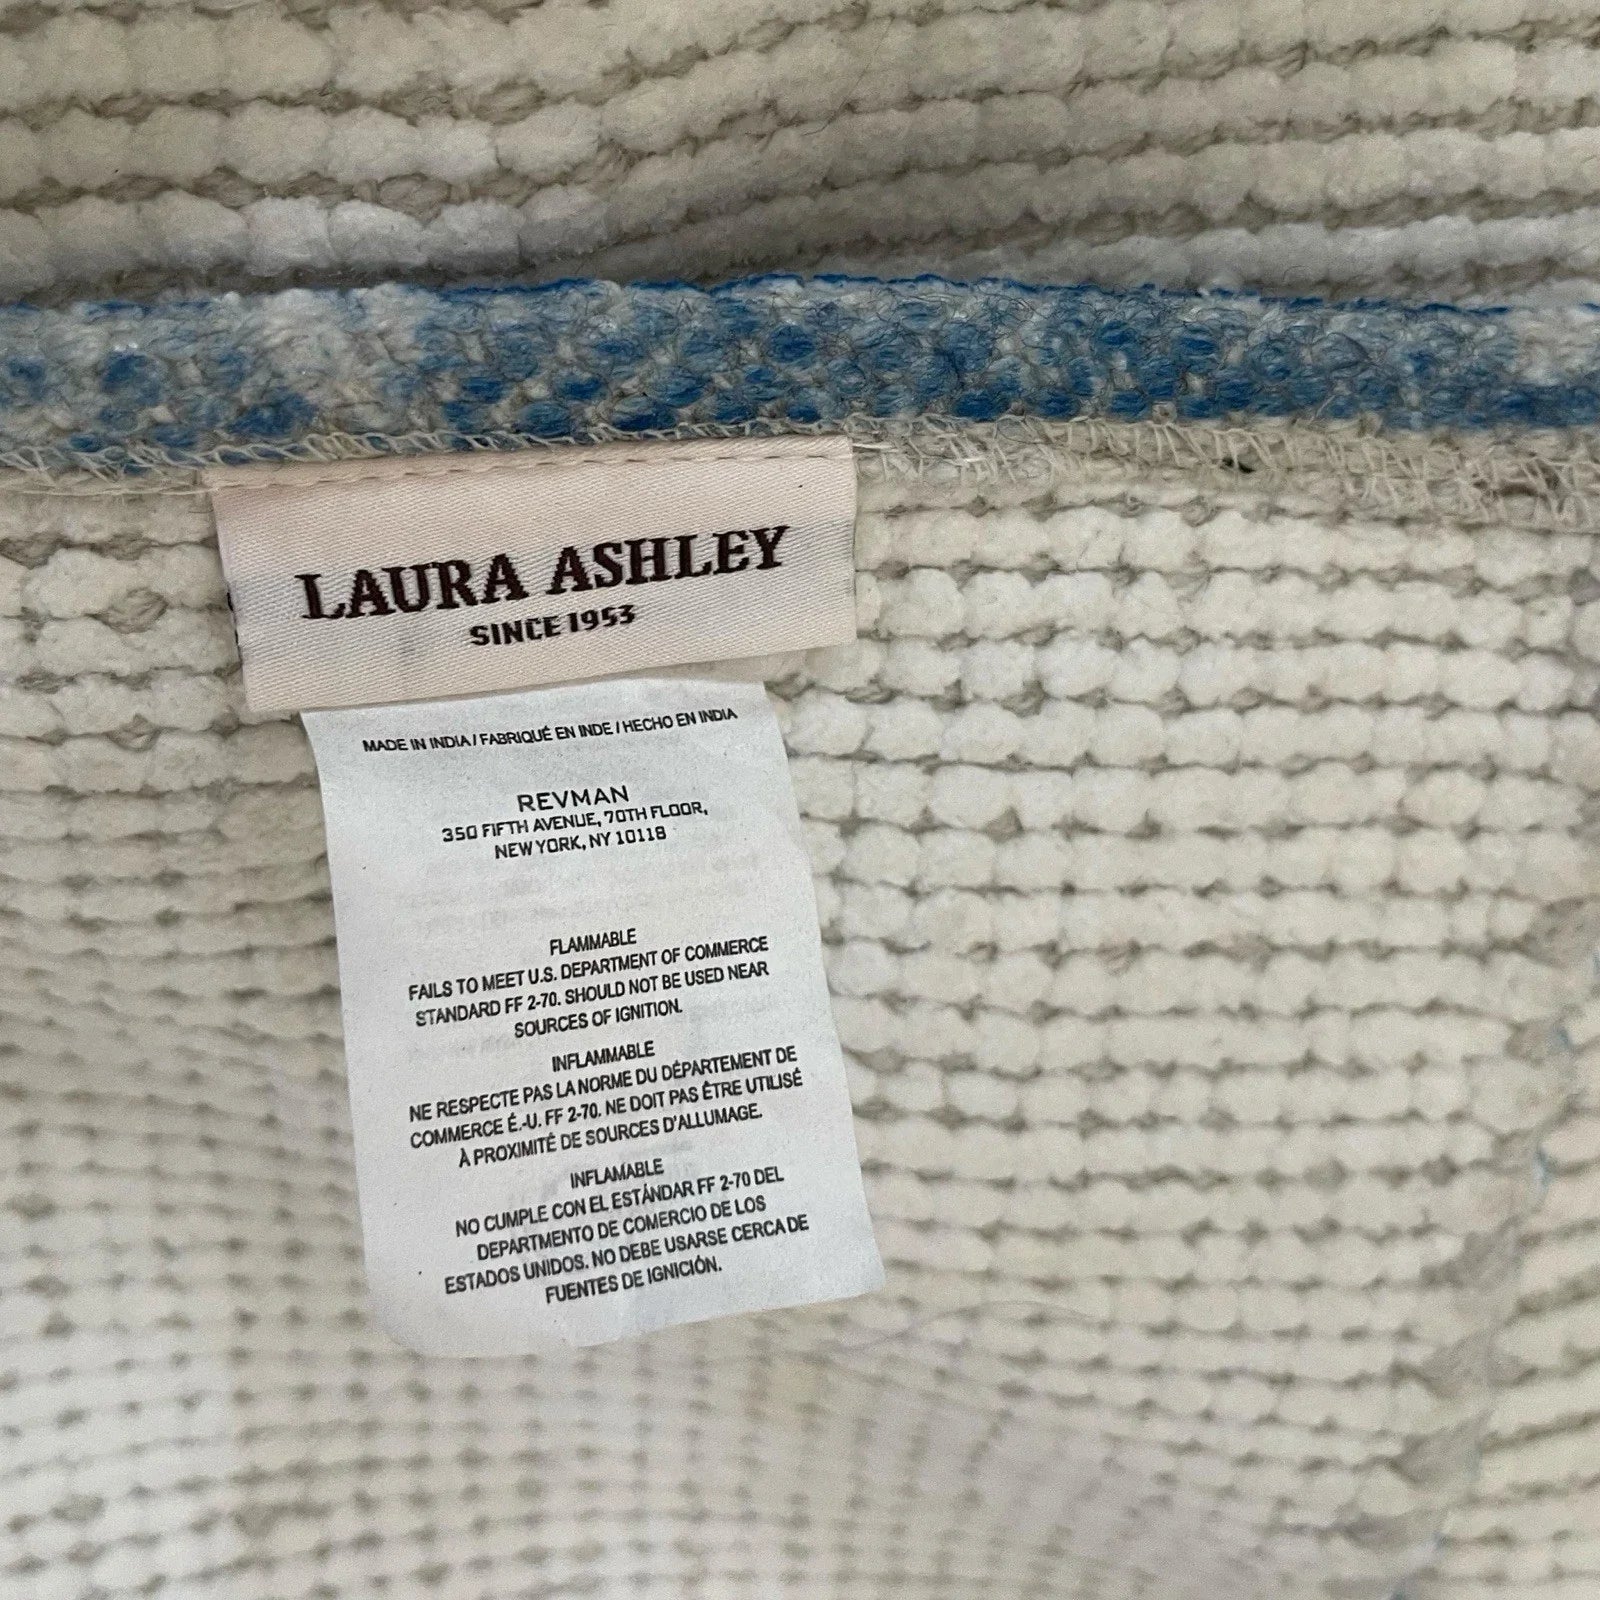 LAURA ASHLEY
SINCE 1953
MADE IN INDIA / FABRIQUÉ EN INDE / HECHO EN INDIA
REVMAN
350 FIFTH AVENUE, 70TH FLOOR,
NEW YORK, NY 10118
FLAMMABLE
FAILS TO MEET U.S. DEPARTMENT OF COMMERCE
STANDARD FF 2-70. SHOULD NOT BE USED NEAR
SOURCES OF IGNITION.
INFLAMMABLE
NE RESPECTE PAS LA NORME DU DÉPARTEMENT DE
COMMERCE É.-U. FF 2-70. NE DOIT PAS ÊTRE UTILISÉ
À PROXIMITÉ DE SOURCES D'ALLUMAGE.
INFLAMABLE
NO CUMPLE CON EL ESTÁNDAR FF 2-70 DEL
DEPARTMENTO DE COMERCIO DE LOS
ESTADOS UNIDOS. NO DEBE USARSE CERCA DE
FUENTES DE IGNICIÓN.